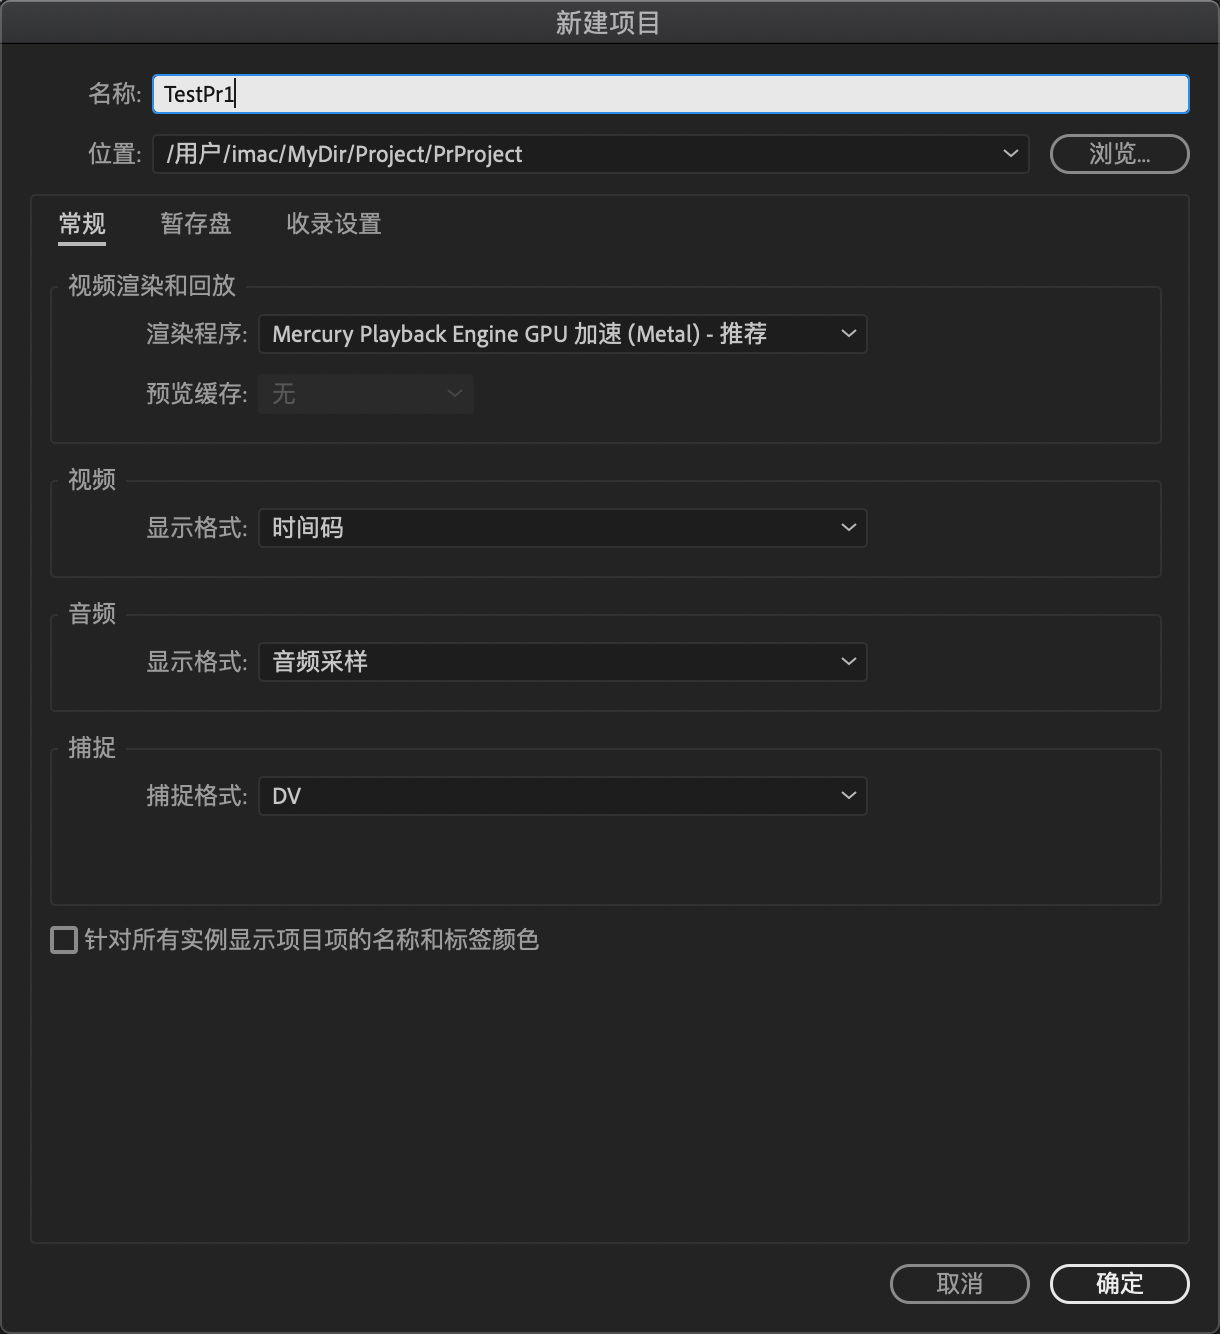 新建项目
名称: TestPr1
位置: /用户/imac/MyDir/Project/PrProject 浏览...
常规 暂存盘 收录设置
视频渲染和回放
渲染程序: Mercury Playback Engine GPU 加速 (Metal) - 推荐
预览缓存: 无
视频
显示格式: 时间码
音频
显示格式: 音频采样
捕捉
捕捉格式: DV
针对所有实例显示项目项的名称和标签颜色
取消 确定